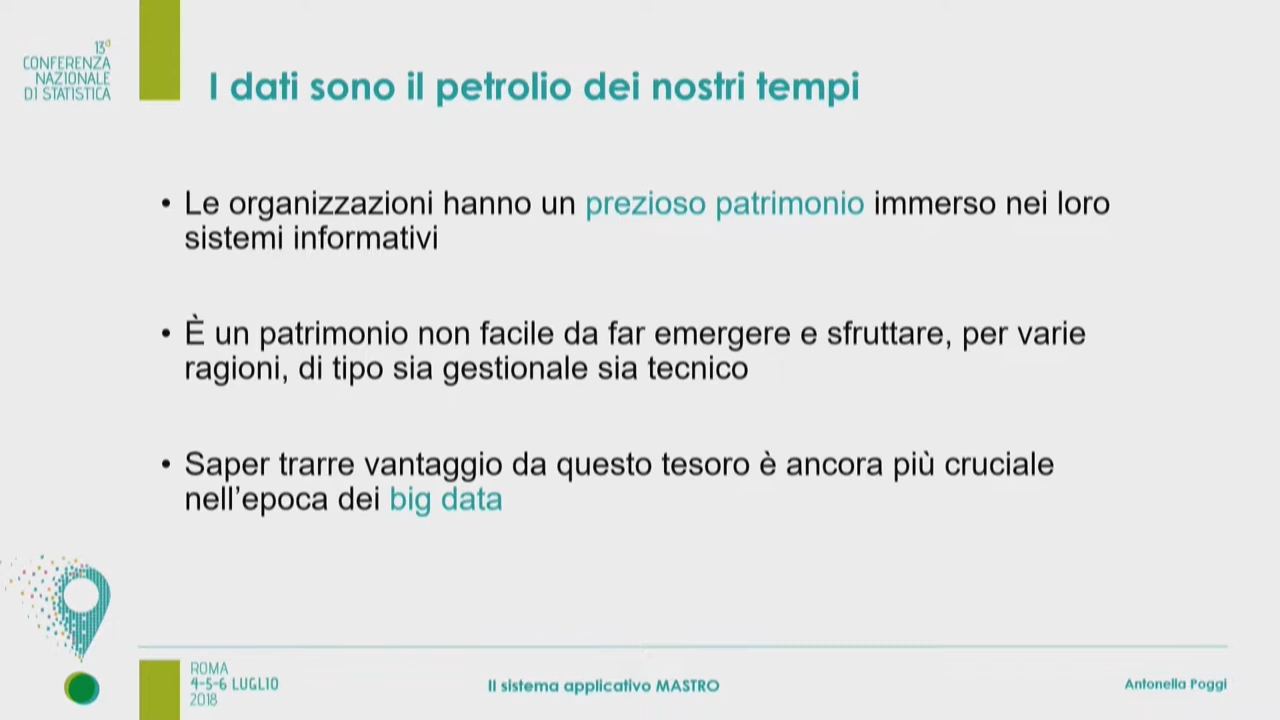 13a
CONFERENZA
NAZIONALE
DI STATISTICA
I dati sono il petrolio dei nostri tempi
• Le organizzazioni hanno un prezioso patrimonio immerso nei loro
sistemi informativi
• È un patrimonio non facile da far emergere e sfruttare, per varie
ragioni, di tipo sia gestionale sia tecnico
• Saper trarre vantaggio da questo tesoro è ancora più cruciale
nell’epoca dei big data
ROMA
4-5-6 LUGLIO
2018
Il sistema applicativo MASTRO
Antonella Poggi